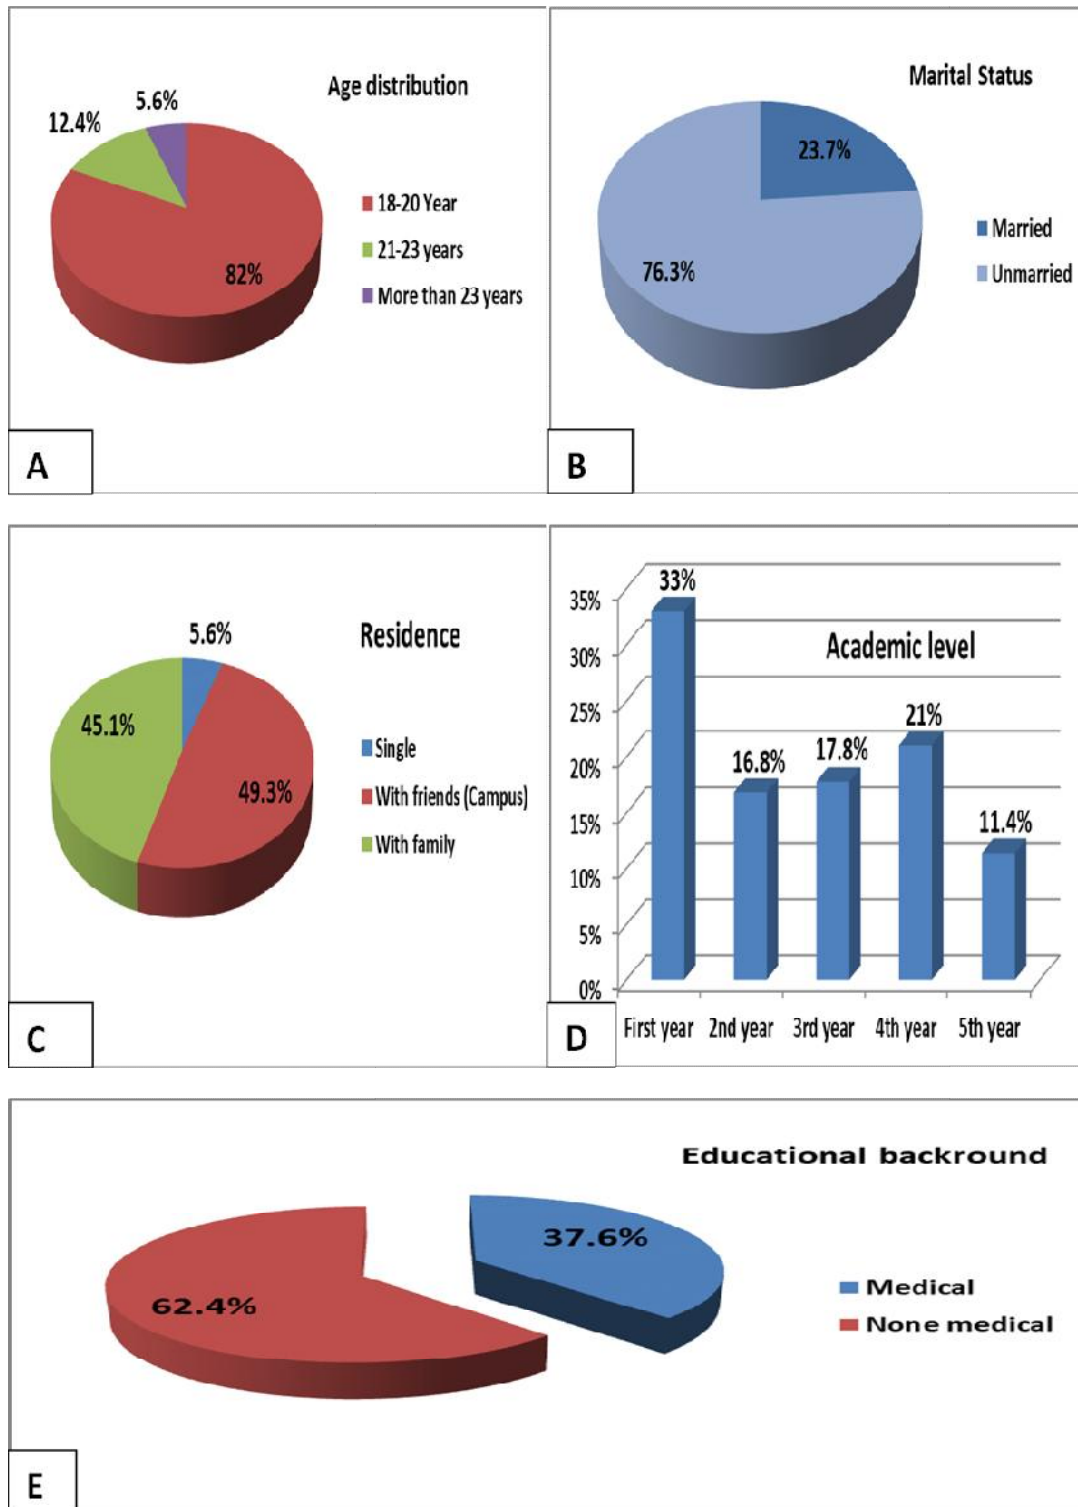 Age distribution
5.6%
12.4%
82%
18-20 Year
21-23 years
More than 23 years
A
Marital Status
23.7%
76.3%
Married
Unmarried
B
Residence
5.6%
45.1%
49.3%
Single
With friends (Campus)
With family
C
Academic level
35%
30%
25%
20%
15%
10%
5%
0%
33%
16.8%
17.8%
21%
11.4%
First year 2nd year 3rd year 4th year 5th year
D
Educational backround
37.6%
62.4%
Medical
None medical
E